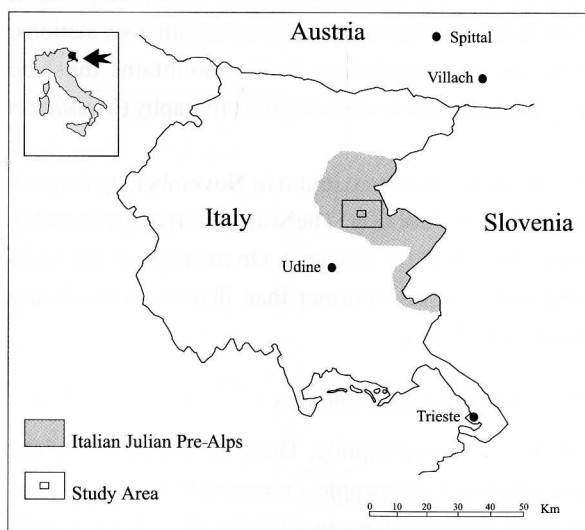 Austria
Spittal
Villach
Italy
Slovenia
Udine
Trieste
Italian Julian Pre-Alps
Study Area
0 10 20 30 40 50 Km